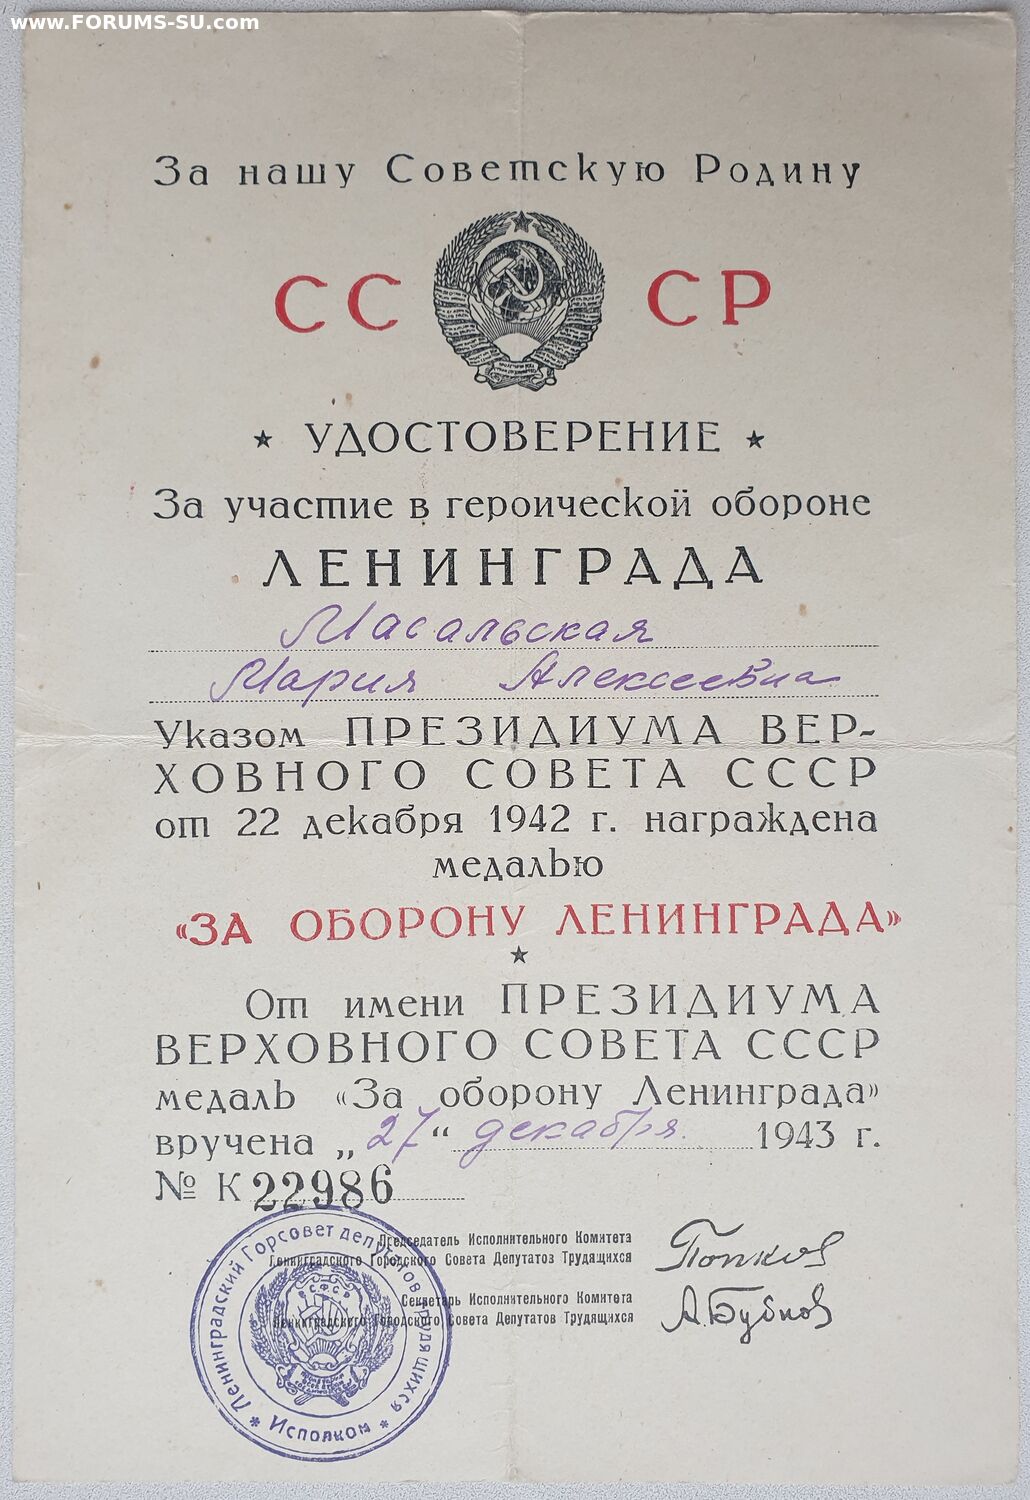 www.FORUMS-SU.com
За нашу Советскую Родину
СССР
УДОСТОВЕРЕНИЕ
За участие в героической обороне
ЛЕНИНГРАДА
Масальская
Мария Алексеевна
Указом ПРЕЗИДИУМА ВЕР-
ХОВНОГО СОВЕТА СССР
от 22 декабря 1942 г. награждена
медалью
«ЗА ОБОРОНУ ЛЕНИНГРАДА»
От имени ПРЕЗИДИУМА
ВЕРХОВНОГО СОВЕТА СССР
медаль «За оборону Ленинграда»
вручена „27“ декабря 1943 г.
№ К 22986
Председатель Исполнительного Комитета
Ленинградского Городского Совета Депутатов Трудящихся
Попков
Секретарь Исполнительного Комитета
Ленинградского Городского Совета Депутатов Трудящихся
А. Бубнов
Ленинградский Горсовет депутатов трудящихся
* Исполком *
РСФСР